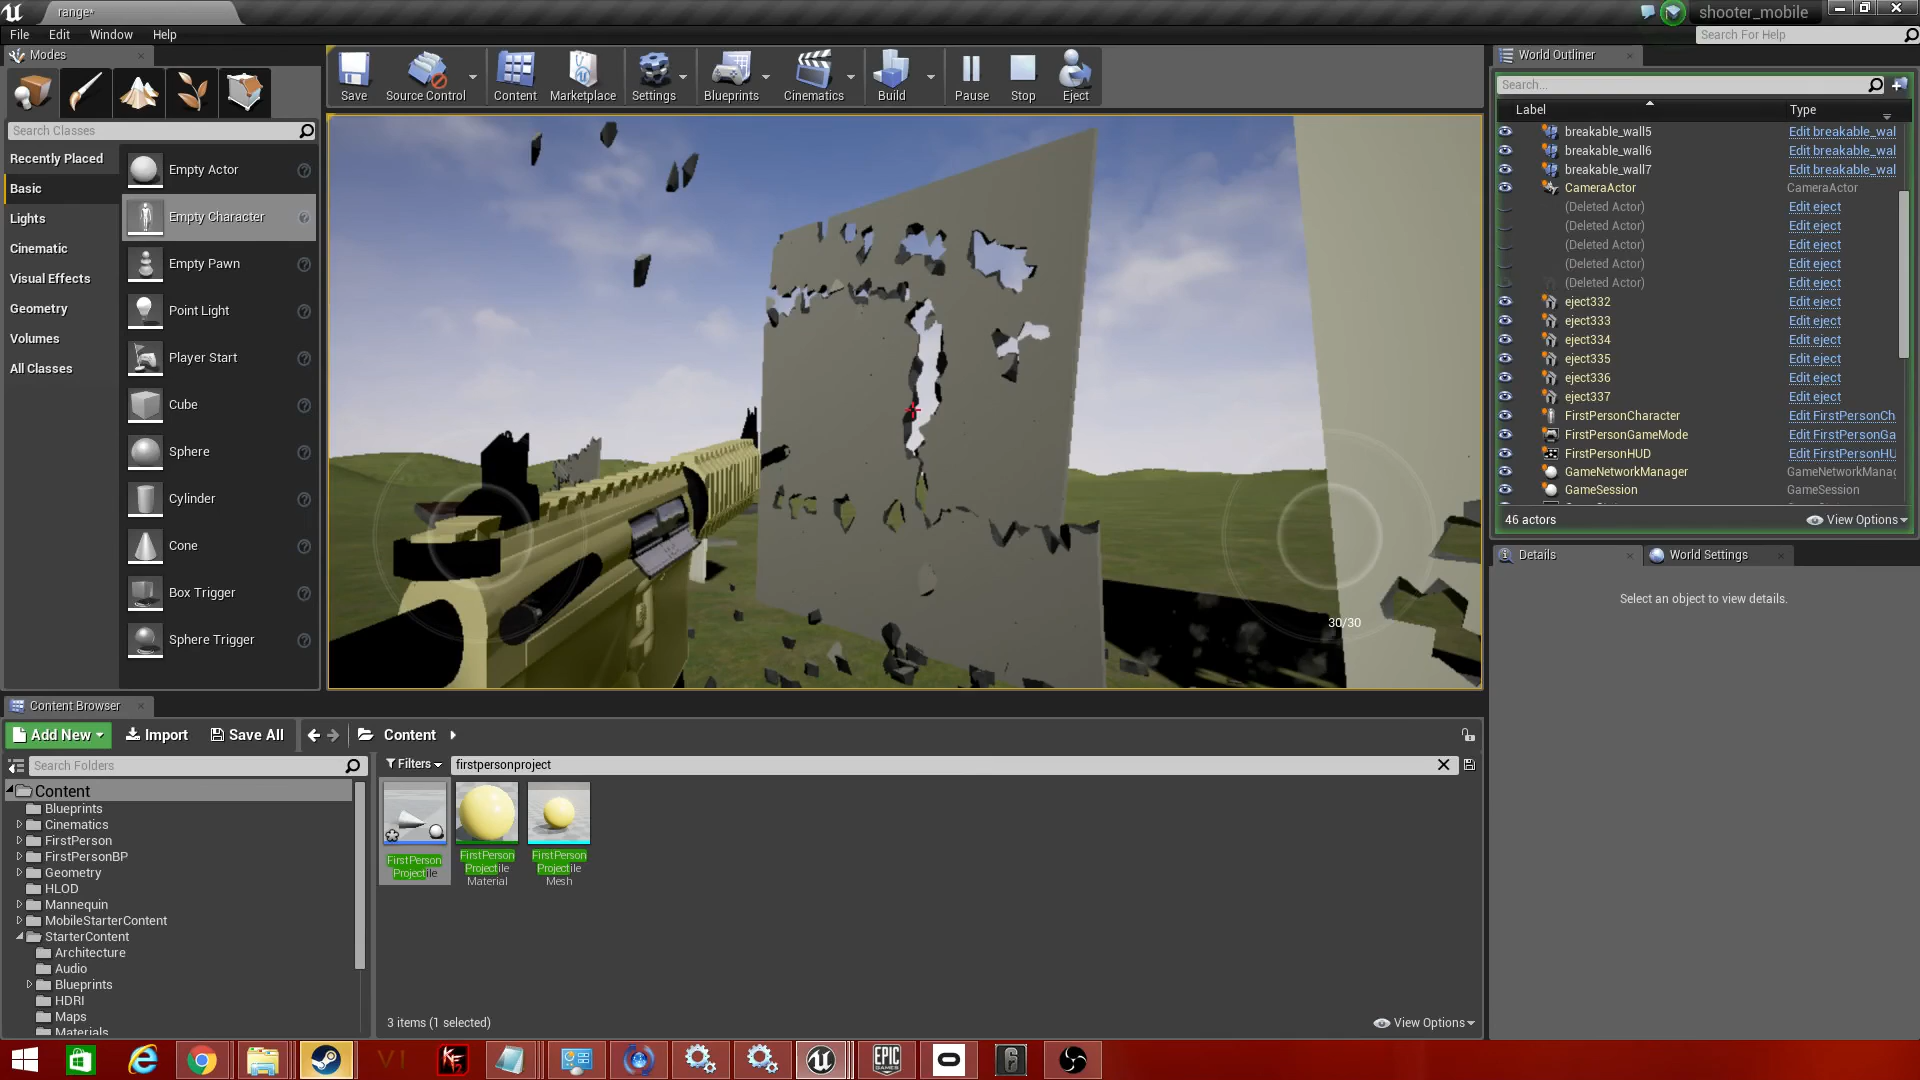 range*
shooter_mobile
File Edit Window Help
Search For Help
Modes
Search Classes
Recently Placed
Basic
Lights
Cinematic
Visual Effects
Geometry
Volumes
All Classes
Empty Actor
Empty Character
Empty Pawn
Point Light
Player Start
Cube
Sphere
Cylinder
Cone
Box Trigger
Sphere Trigger
Save Source Control Content Marketplace Settings Blueprints Cinematics Build Pause Stop Eject
30/30
World Outliner
Search...
Label Type
breakable_wall5 Edit breakable_wal
breakable_wall6 Edit breakable_wal
breakable_wall7 Edit breakable_wal
CameraActor CameraActor
(Deleted Actor) Edit eject
(Deleted Actor) Edit eject
(Deleted Actor) Edit eject
(Deleted Actor) Edit eject
(Deleted Actor) Edit eject
eject332 Edit eject
eject333 Edit eject
eject334 Edit eject
eject335 Edit eject
eject336 Edit eject
eject337 Edit eject
FirstPersonCharacter Edit FirstPersonCh
FirstPersonGameMode Edit FirstPersonGa
FirstPersonHUD Edit FirstPersonHU
GameNetworkManager GameNetworkManag
GameSession GameSession
46 actors View Options
Details World Settings
Select an object to view details.
Content Browser
Add New Import Save All Content
Search Folders
Filters firstpersonproject
Content
Blueprints
Cinematics
FirstPerson
FirstPersonBP
Geometry
HLOD
Mannequin
MobileStarterContent
StarterContent
Architecture
Audio
Blueprints
HDRI
Maps
Materials
FirstPerson
Projectile
FirstPerson
Projectile
Material
FirstPerson
Projectile
Mesh
3 items (1 selected) View Options
EPIC
GAMES